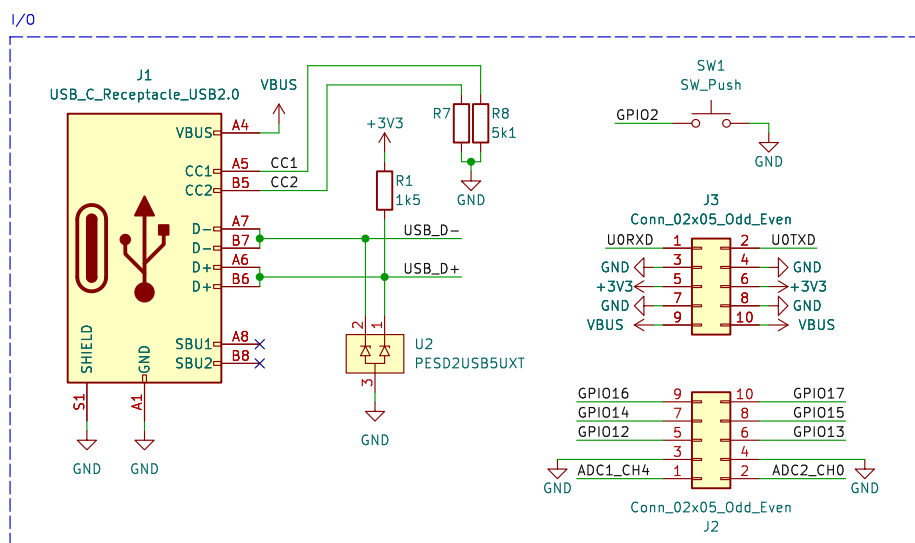 I/O
J1
USB_C_Receptacle_USB2.0
VBUS
A4
VBUS
A5
CC1
CC1
B5
CC2
CC2
A7
D-
B7
D-
A6
D+
B6
D+
A8
SBU1
B8
SBU2
SHIELD
GND
S1
A1
GND
GND
+3V3
R1
1k5
R7
R8
5k1
GND
USB_D-
USB_D+
2
1
U2
PESD2USB5UXT
3
GND
SW1
SW_Push
GPIO2
GND
J3
Conn_02x05_Odd_Even
U0RXD 1 2 U0TXD
GND 3 4 GND
+3V3 5 6 +3V3
GND 7 8 GND
VBUS 9 10 VBUS
GPIO16 9 10 GPIO17
GPIO14 7 8 GPIO15
GPIO12 5 6 GPIO13
3 4
GND GND
ADC1_CH4 1 2 ADC2_CH0
Conn_02x05_Odd_Even
J2